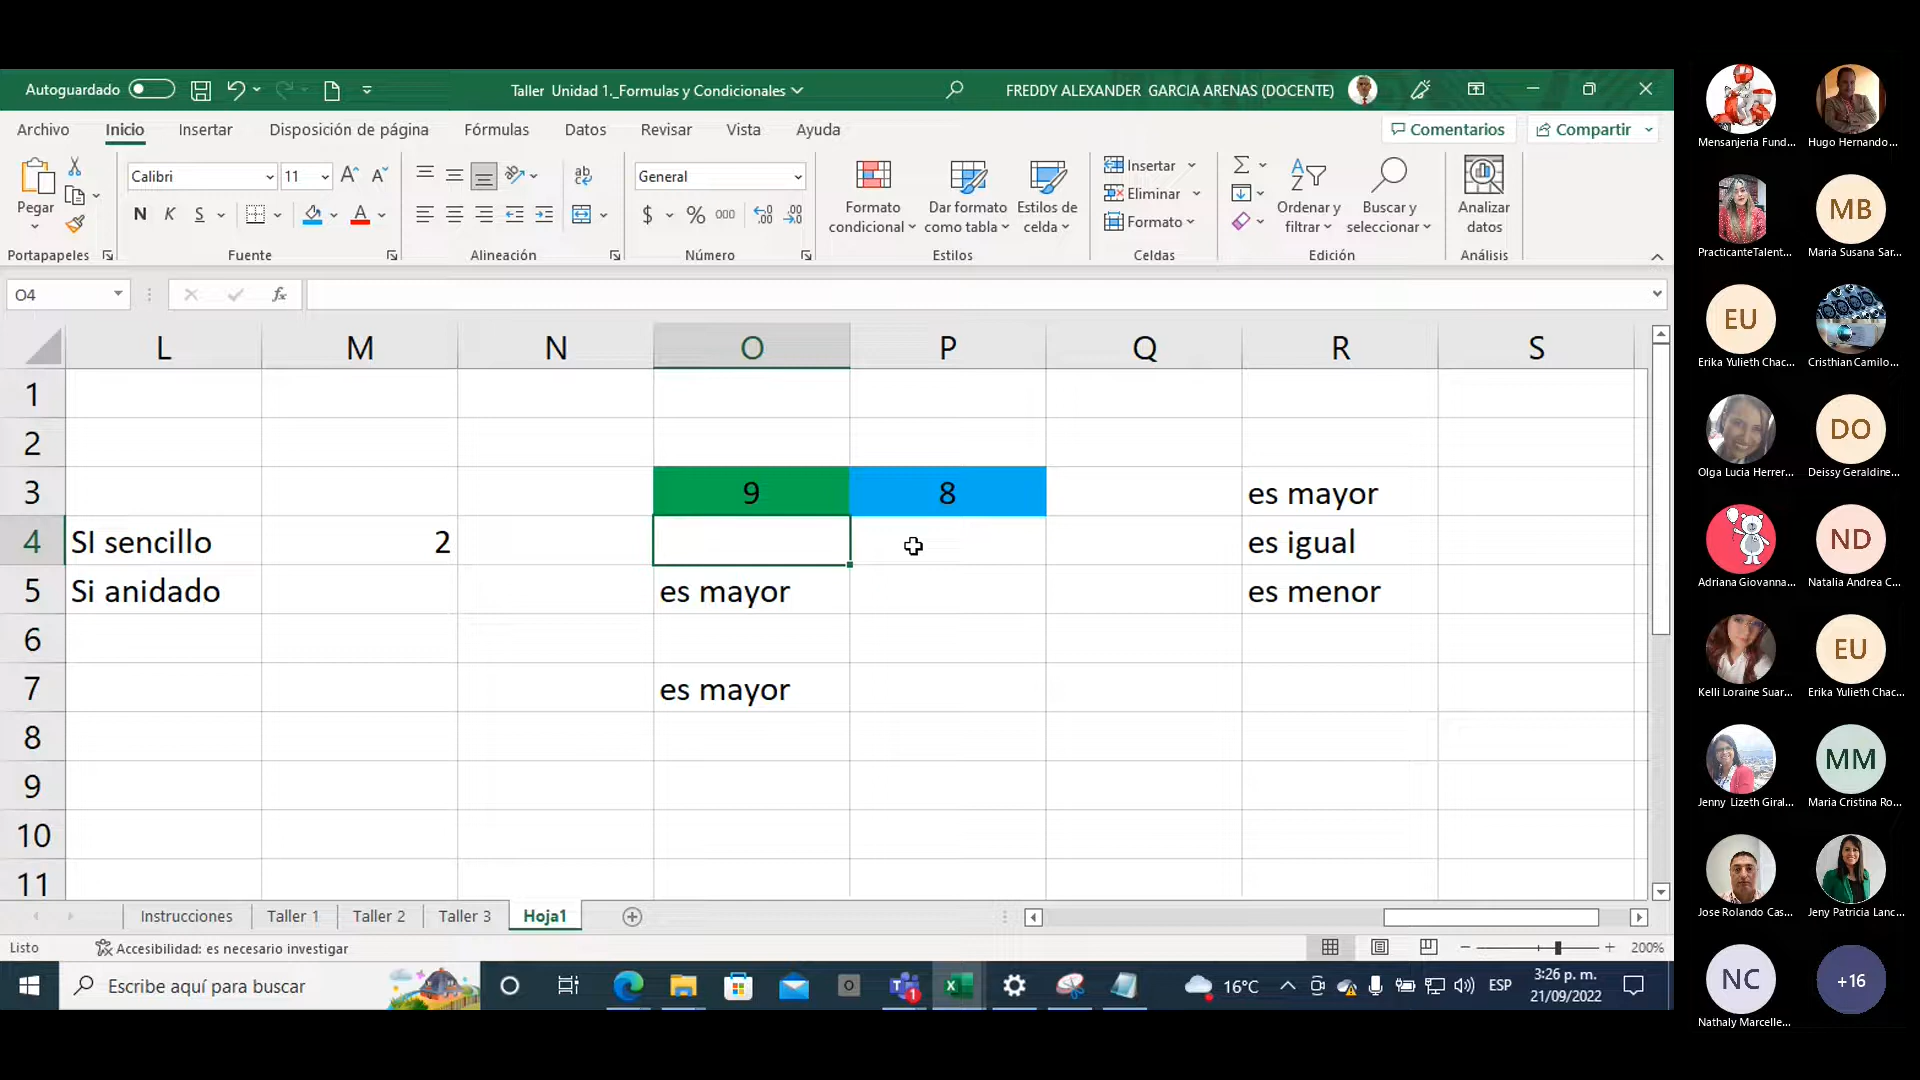 Autoguardado
Taller Unidad 1._Formulas y Condicionales
FREDDY ALEXANDER GARCIA ARENAS (DOCENTE)
Archivo Inicio Insertar Disposición de página Fórmulas Datos Revisar Vista Ayuda
Comentarios Compartir
Pegar
Portapapeles
Calibri 11
N K S
Fuente
Alineación
General
$ % 000
Número
Formato condicional
Dar formato como tabla
Estilos de celda
Estilos
Insertar
Eliminar
Formato
Celdas
Ordenar y filtrar
Buscar y seleccionar
Edición
Analizar datos
Análisis
O4
fx
L M N O P Q R S
1
2
3 9 8 es mayor
4 SI sencillo 2 es igual
5 Si anidado es mayor es menor
6
7 es mayor
8
9
10
11
Instrucciones Taller 1 Taller 2 Taller 3 Hoja1
Listo Accesibilidad: es necesario investigar 200%
Escribe aquí para buscar
16°C ESP
3:26 p. m.
21/09/2022
Mensanjeria Fund... Hugo Hernando...
MB
PracticanteTalent... Maria Susana Sar...
EU
Erika Yulieth Chac... Cristhian Camilo...
DO
Olga Lucia Herrer... Deissy Geraldine...
ND
Adriana Giovanna... Natalia Andrea C...
EU
Kelli Loraine Suar... Erika Yulieth Chac...
MM
Jenny Lizeth Giral... Maria Cristina Ro...
Jose Rolando Cas... Jeny Patricia Lanc...
NC +16
Nathaly Marcelle...